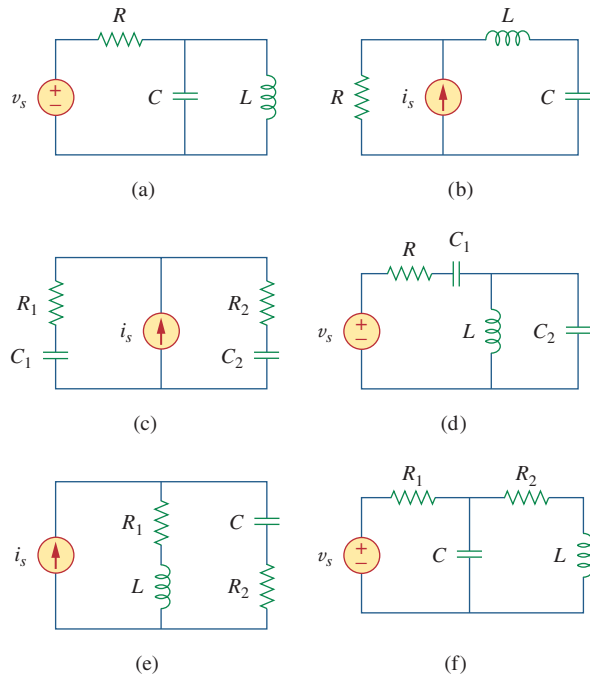 R
v_s
+
−
C
L
(a)
L
R
i_s
C
(b)
R_1
C_1
i_s
R_2
C_2
(c)
R
C_1
v_s
+
−
L
C_2
(d)
i_s
R_1
L
C
R_2
(e)
R_1
R_2
v_s
+
−
C
L
(f)